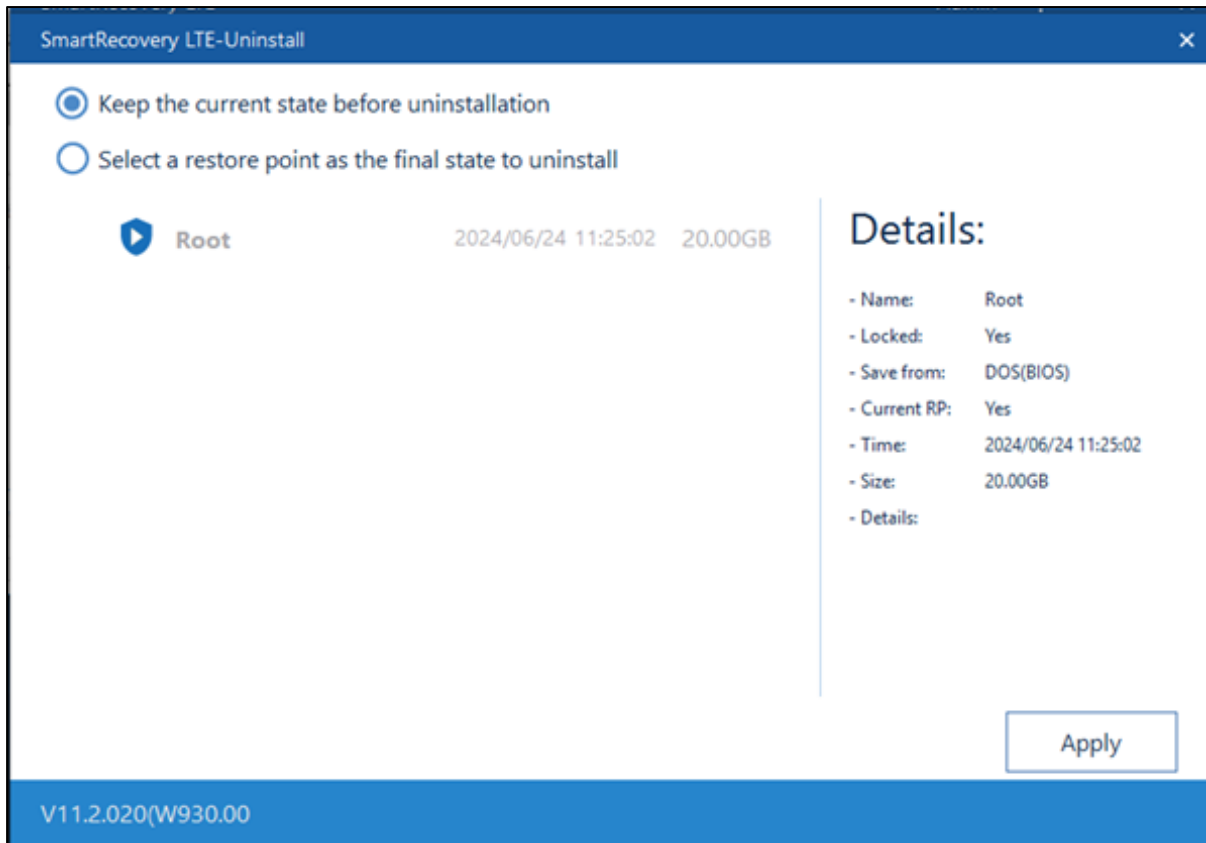 SmartRecovery LTE-Uninstall
Keep the current state before uninstallation
Select a restore point as the final state to uninstall
Root 2024/06/24 11:25:02 20.00GB
Details:
- Name: Root
- Locked: Yes
- Save from: DOS(BIOS)
- Current RP: Yes
- Time: 2024/06/24 11:25:02
- Size: 20.00GB
- Details:
Apply
V11.2.020(W930.00